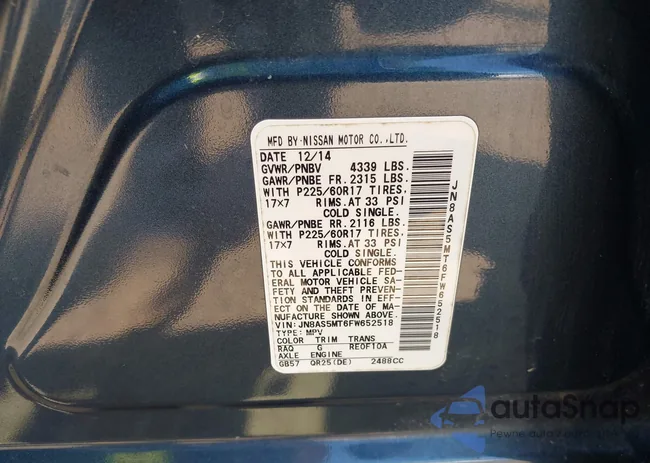 MFD BY·NISSAN MOTOR CO.,LTD.
DATE 12/14
GVWR/PNBV 4339 LBS.
GAWR/PNBE FR. 2315 LBS.
WITH P225/60R17 TIRES.
17×7 RIMS.AT 33 PSI
COLD SINGLE.
GAWR/PNBE RR. 2116 LBS.
WITH P225/60R17 TIRES.
17×7 RIMS.AT 33 PSI
COLD SINGLE.
THIS VEHICLE CONFORMS
TO ALL APPLICABLE FED-
ERAL MOTOR VEHICLE SA-
FETY AND THEFT PREVEN-
TION STANDARDS IN EFF-
ECT ON THE DATE OF MA-
NUFACTURE SHOWN ABOVE.
VIN:JN8AS5MT6FW652518
TYPE:MPV
COLOR TRIM TRANS
RAQ G RE0F10A
AXLE ENGINE
GB57 QR25(DE) 2488CC
JN8AS5MT6FW652518
autaSnap
Pewne auta z aukcji